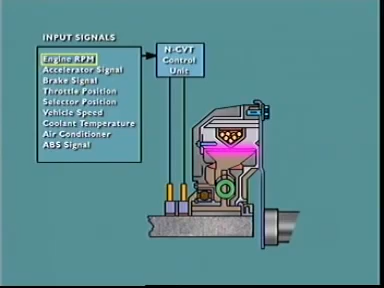 INPUT SIGNALS
Engine RPM
Accelerator Signal
Brake Signal
Throttle Position
Selector Position
Vehicle Speed
Coolant Temperature
Air Conditioner
ABS Signal
N-CVT
Control
Unit